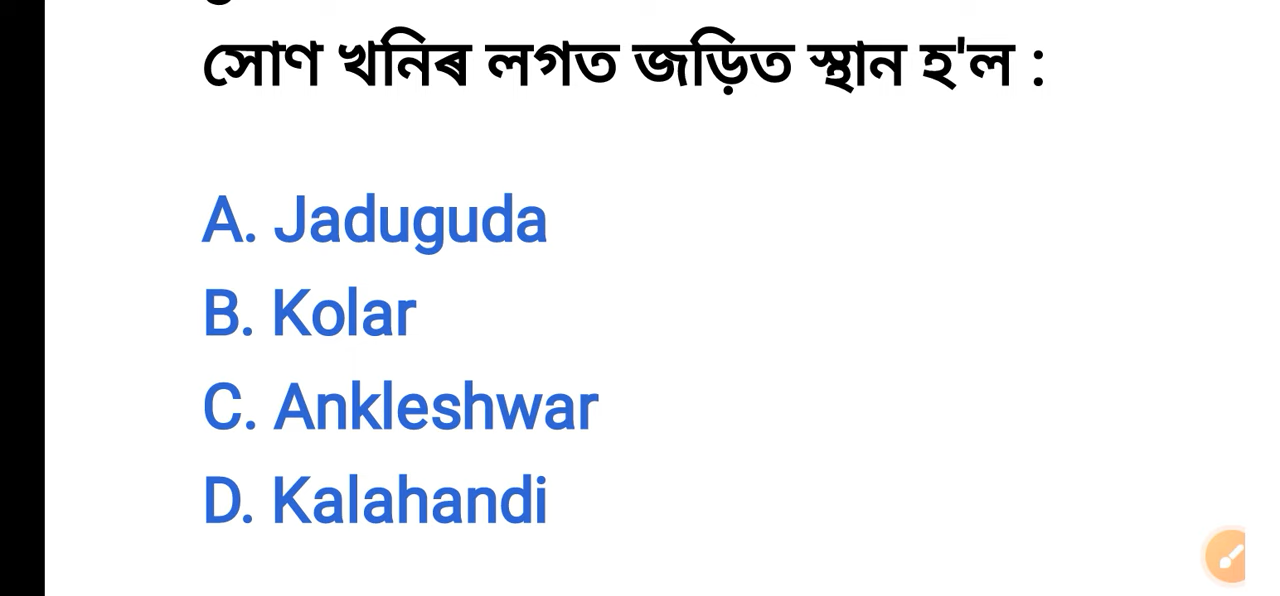 সোণ খনিৰ লগত জড়িত স্থান হ'ল :
A. Jaduguda
B. Kolar
C. Ankleshwar
D. Kalahandi